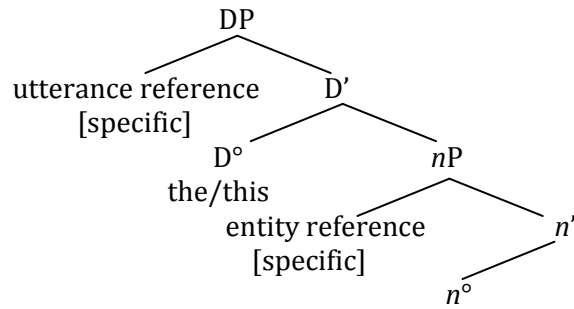 DP
utterance reference D’
[specific]
D° nP
the/this
entity reference n’
[specific]
n°